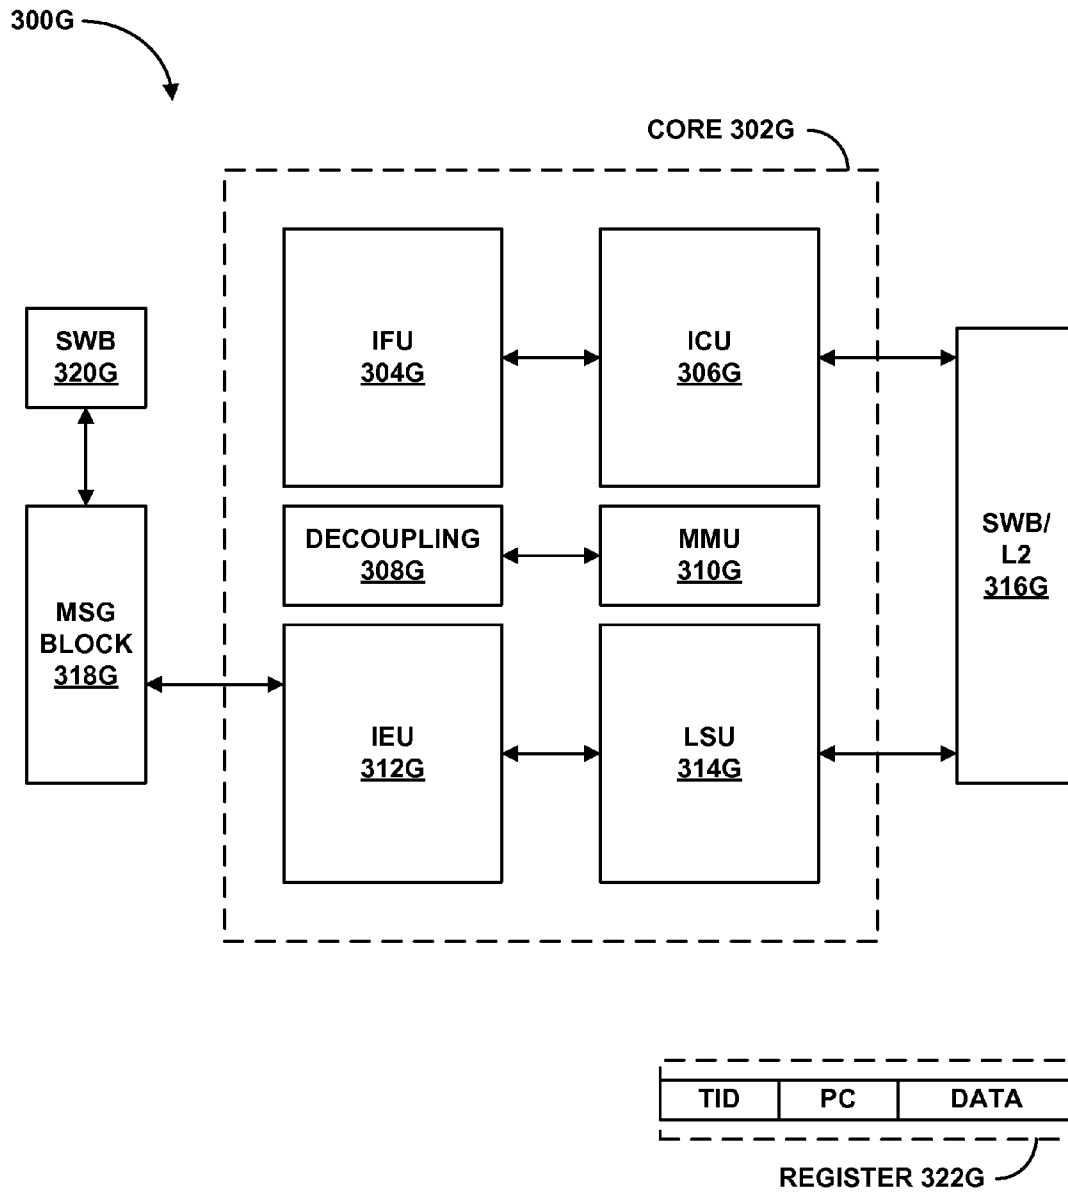 300G
CORE 302G
SWB
320G
IFU
304G
ICU
306G
DECOUPLING
308G
MMU
310G
SWB/
L2
316G
MSG
BLOCK
318G
IEU
312G
LSU
314G
TID PC DATA
REGISTER 322G